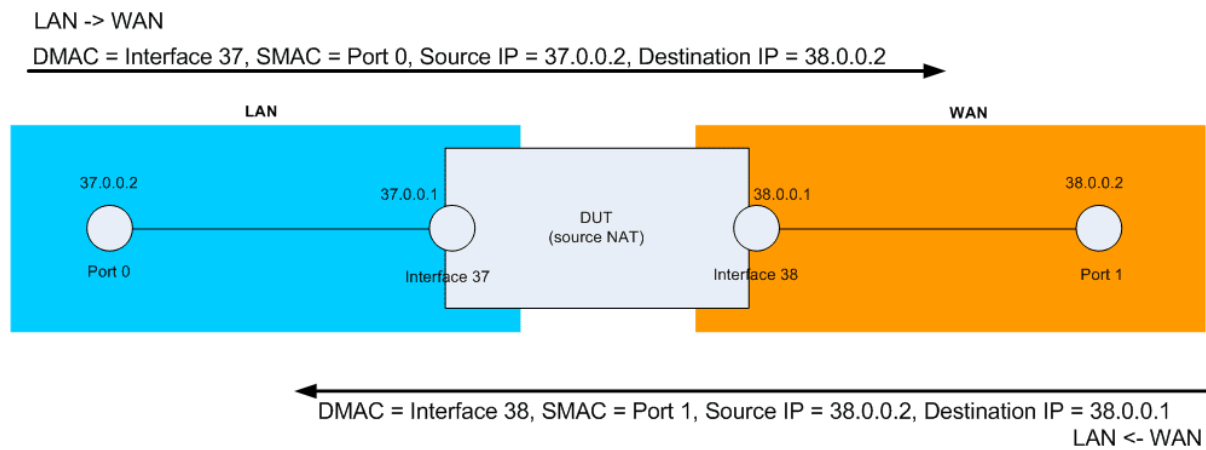 LAN -> WAN
DMAC = Interface 37, SMAC = Port 0, Source IP = 37.0.0.2, Destination IP = 38.0.0.2
LAN
WAN
37.0.0.2
37.0.0.1
38.0.0.1
38.0.0.2
DUT
(source NAT)
Port 0
Interface 37
Interface 38
Port 1
DMAC = Interface 38, SMAC = Port 1, Source IP = 38.0.0.2, Destination IP = 38.0.0.1
LAN <- WAN